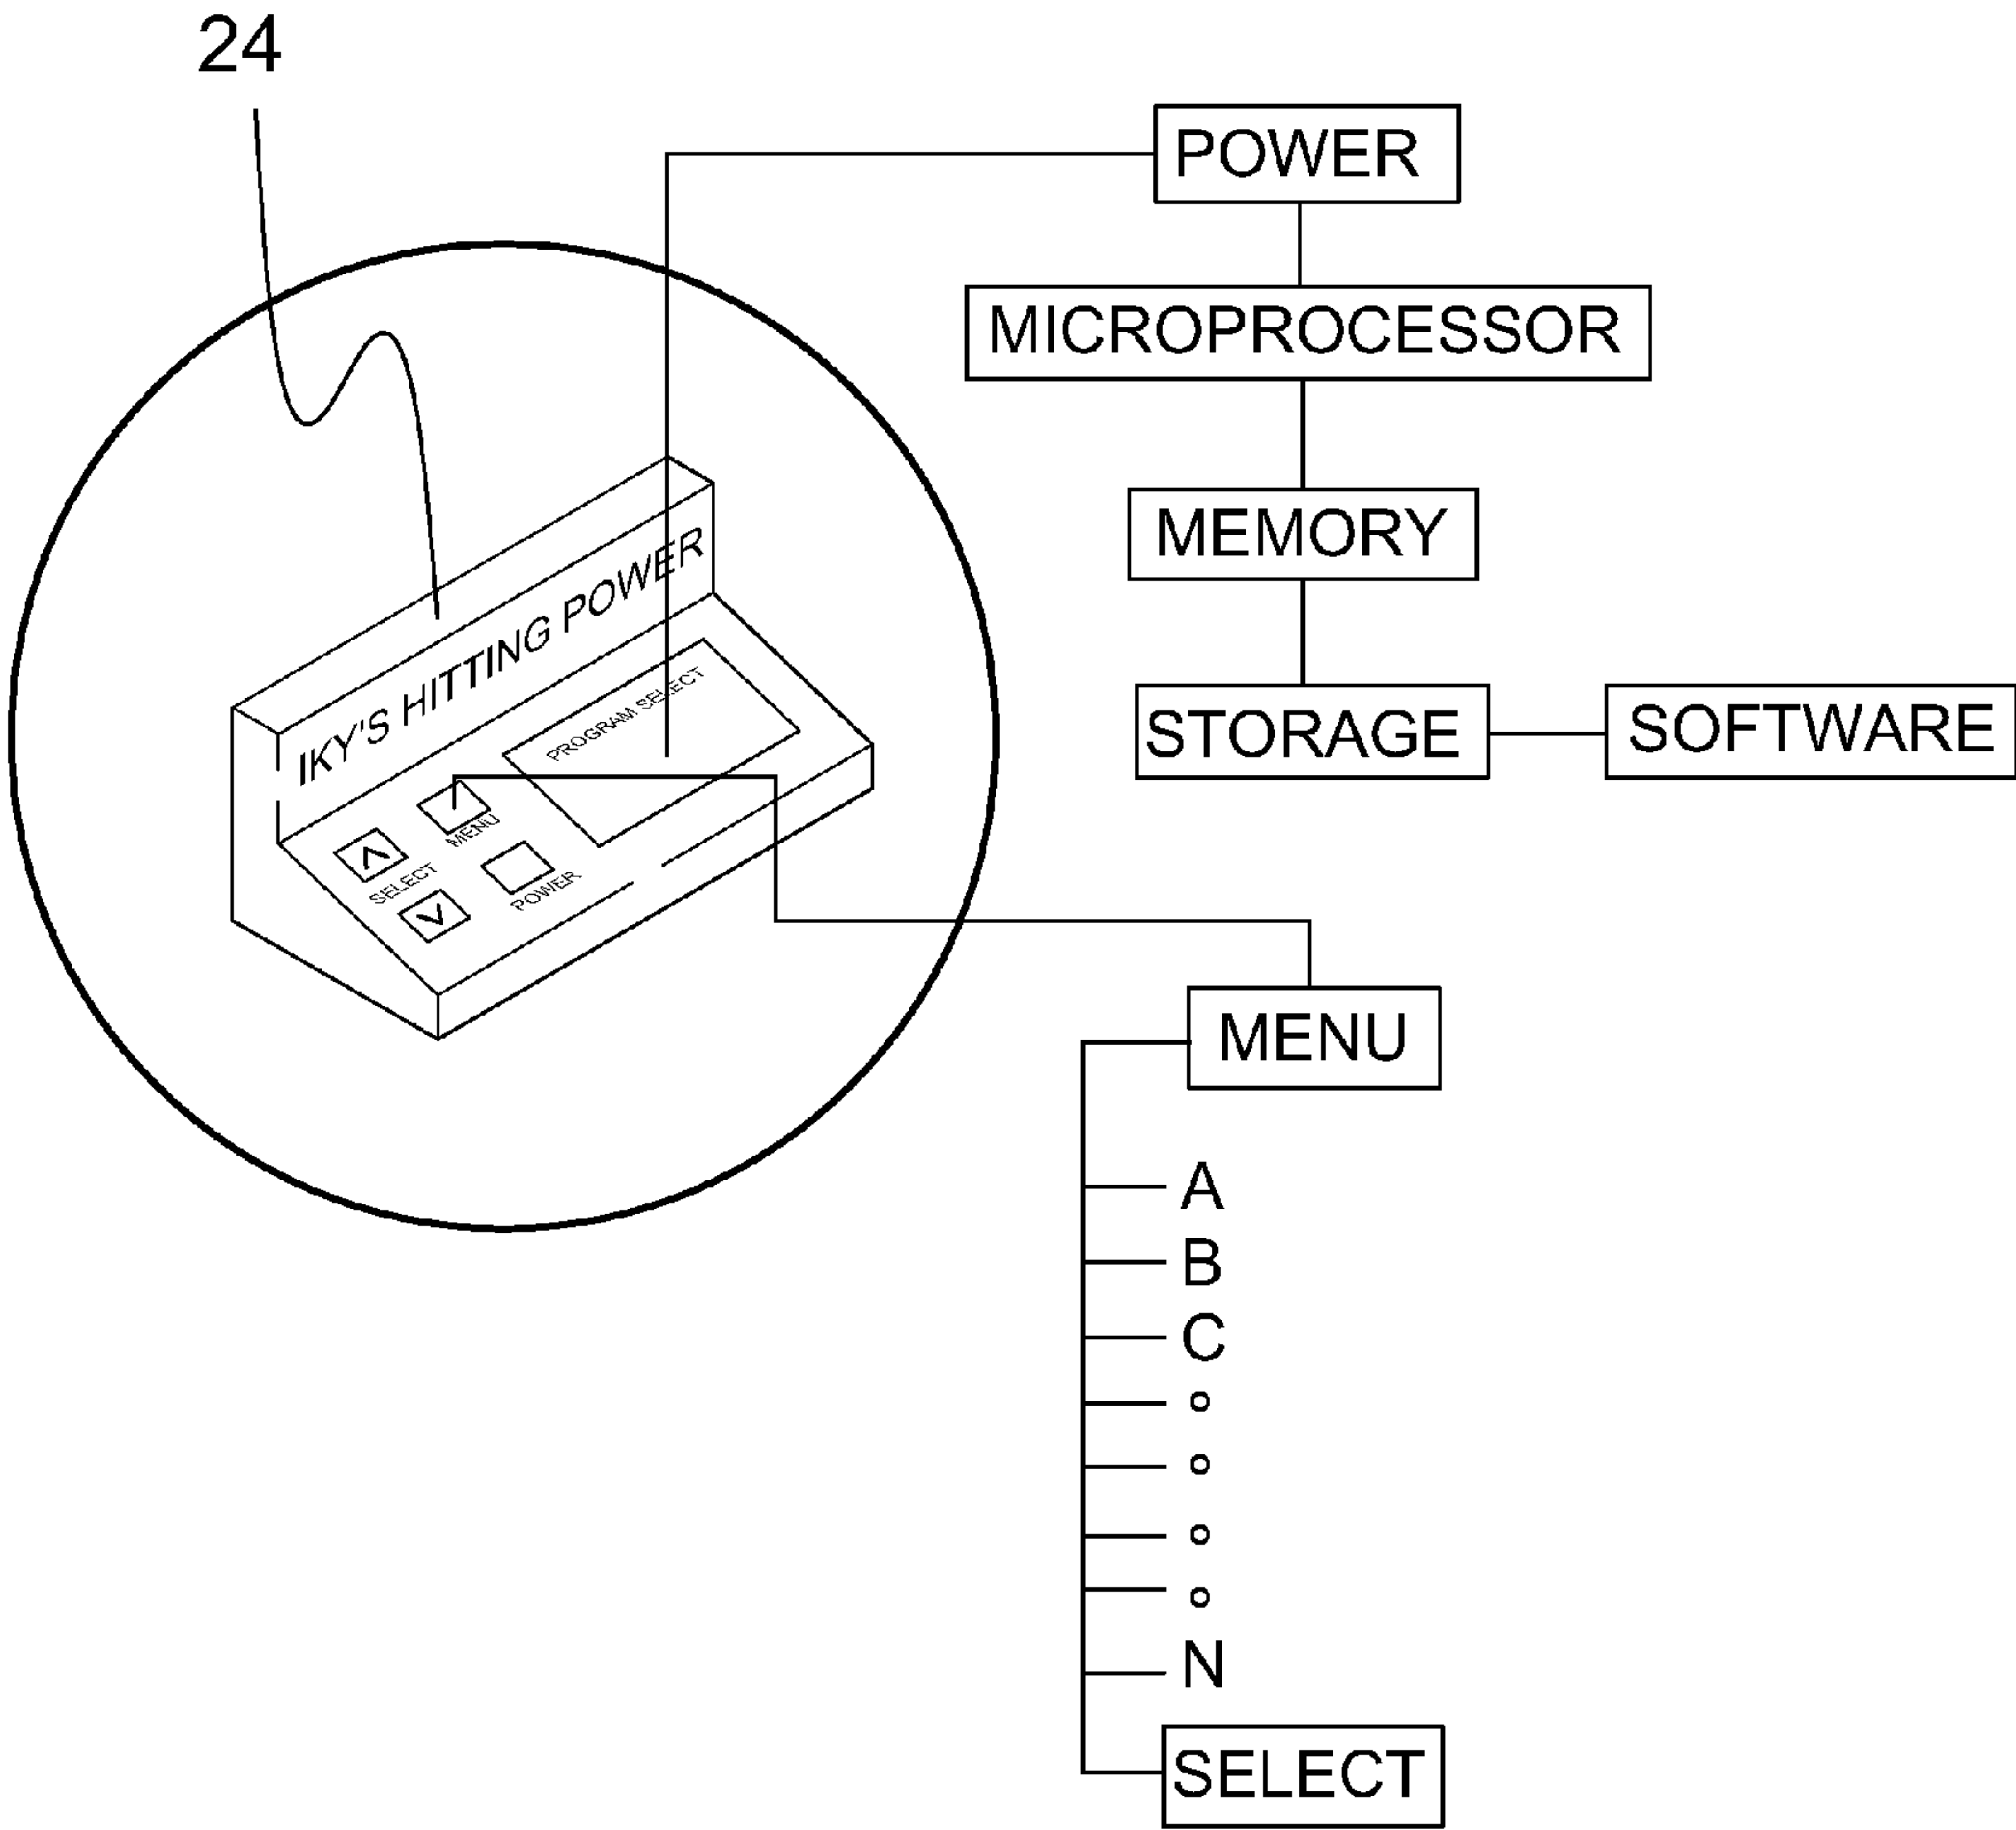 24
POWER
MICROPROCESSOR
MEMORY
STORAGE
SOFTWARE
IKY'S HITTING POWER
PROGRAM SELECT
MENU
SELECT
POWER
MENU
A
B
C
N
SELECT